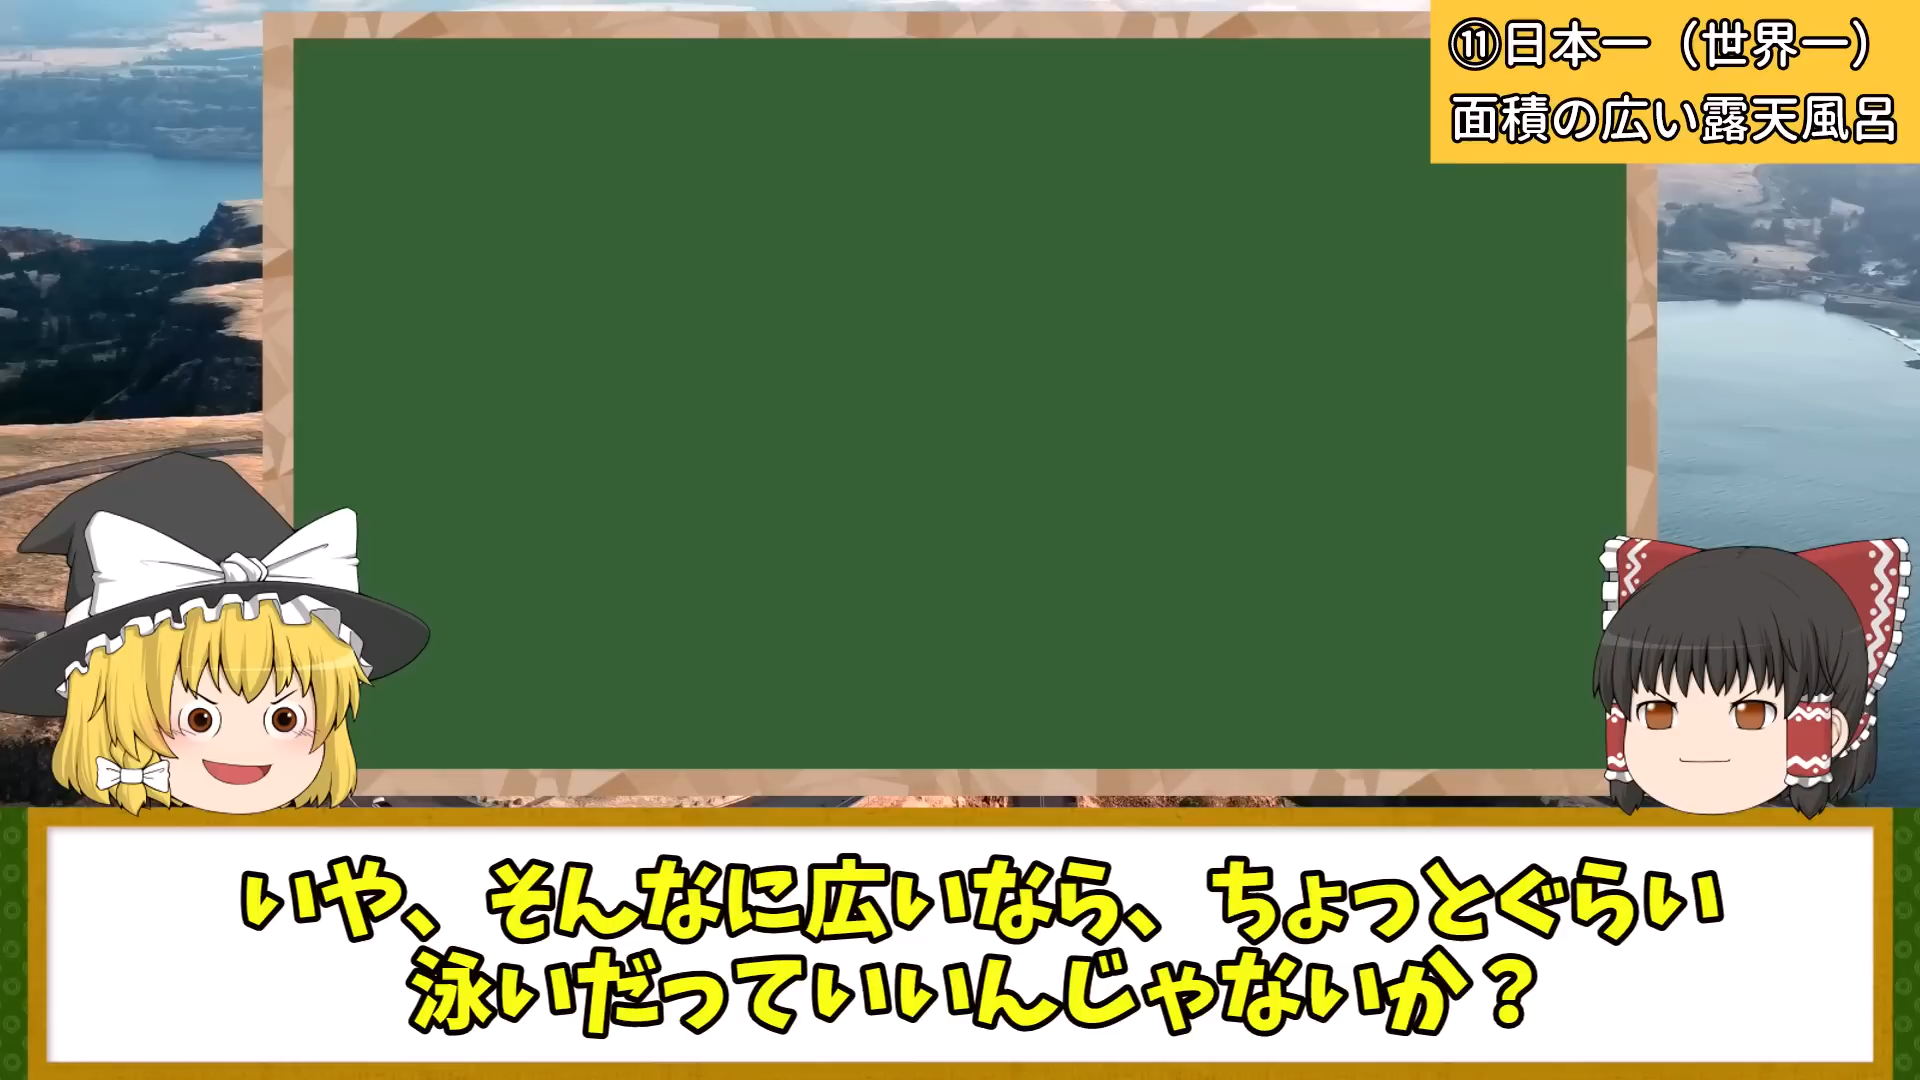 ⑪日本一（世界一）
面積の広い露天風呂
いや、そんなに広いなら、ちょっとぐらい
泳いだっていいんじゃないか？